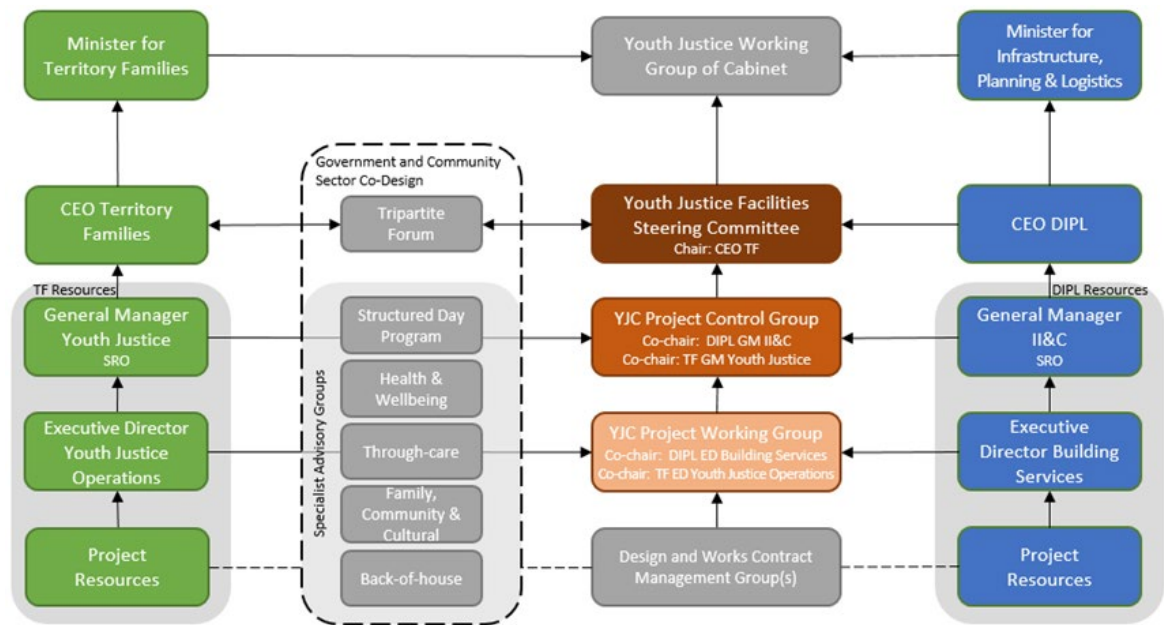 Minister for
Territory Families
Youth Justice Working
Group of Cabinet
Minister for
Infrastructure,
Planning & Logistics
Government and Community
Sector Co-Design
CEO Territory
Families
Tripartite
Forum
Youth Justice Facilities
Steering Committee
Chair: CEO TF
CEO DIPL
TF Resources
General Manager
Youth Justice
SRO
Specialist Advisory Groups
Structured Day
Program
Health &
Wellbeing
YJC Project Control Group
Co-chair: DIPL GM II&C
Co-chair: TF GM Youth Justice
DIPL Resources
General Manager
II&C
SRO
Executive Director
Youth Justice
Operations
Through-care
YJC Project Working Group
Co-chair: DIPL ED Building Services
Co-chair: TF ED Youth Justice Operations
Executive
Director Building
Services
Family,
Community &
Cultural
Project
Resources
Back-of-house
Design and Works Contract
Management Group(s)
Project
Resources